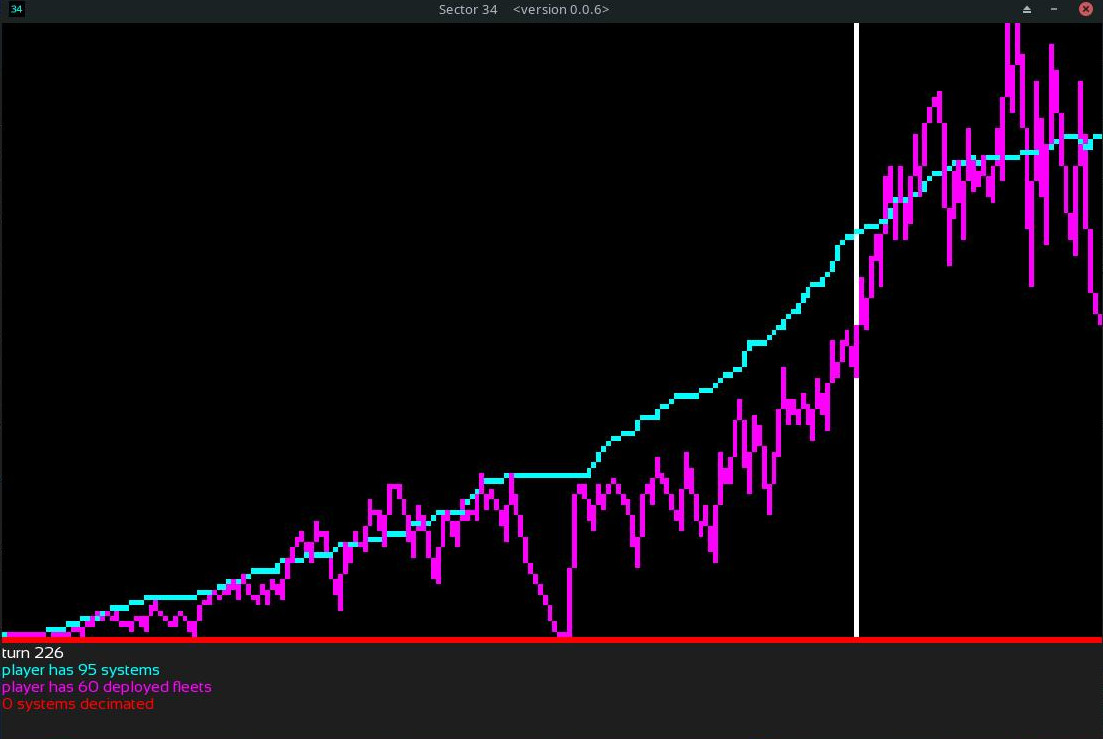 34 Sector 34 <version 0.0.6>
turn 226
player has 95 systems
player has 60 deployed fleets
0 systems decimated